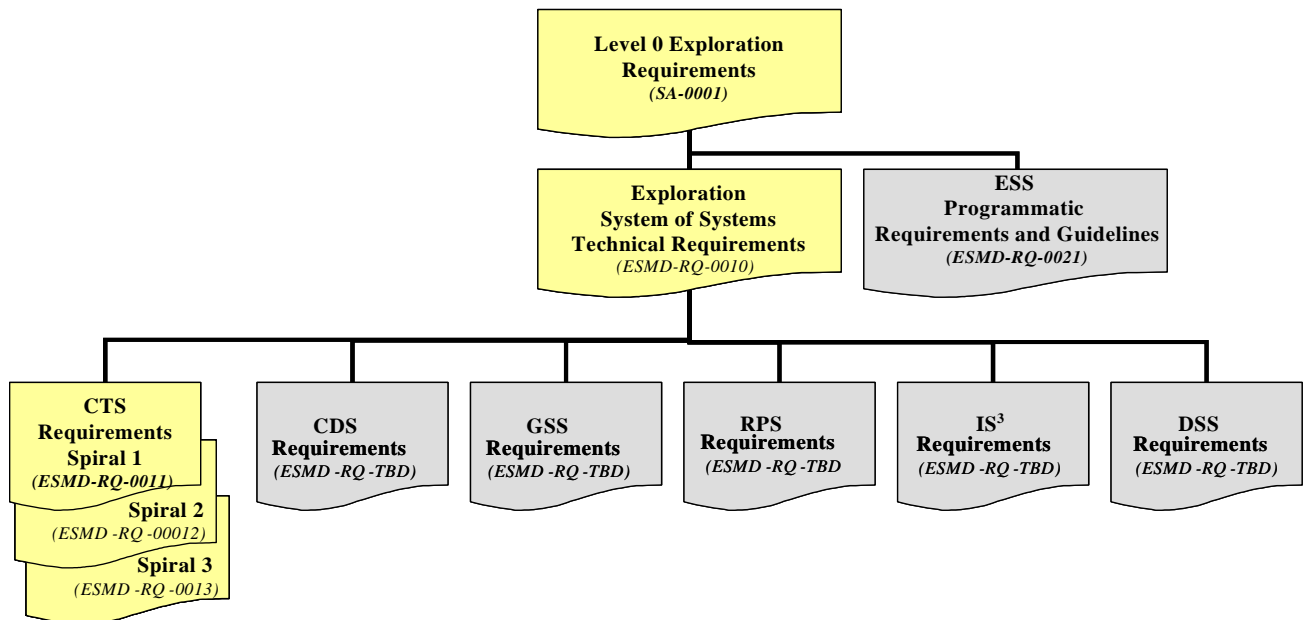 Level 0 Exploration
Requirements
(SA-0001)
Exploration
System of Systems
Technical Requirements
(ESMD-RQ-0010)
ESS
Programmatic
Requirements and Guidelines
(ESMD-RQ-0021)
CTS
Requirements
Spiral 1
(ESMD-RQ-0011)
Spiral 2
(ESMD -RQ -00012)
Spiral 3
(ESMD -RQ -0013)
CDS
Requirements
(ESMD -RQ -TBD)
GSS
Requirements
(ESMD -RQ -TBD)
RPS
Requirements
(ESMD -RQ -TBD
IS³
Requirements
(ESMD -RQ -TBD)
DSS
Requirements
(ESMD -RQ -TBD)